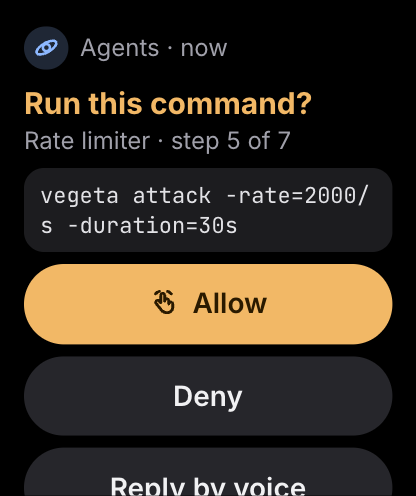 Agents · now
Run this command?
Rate limiter · step 5 of 7
vegeta attack -rate=2000/
s -duration=30s
Allow
Deny
Reply by voice